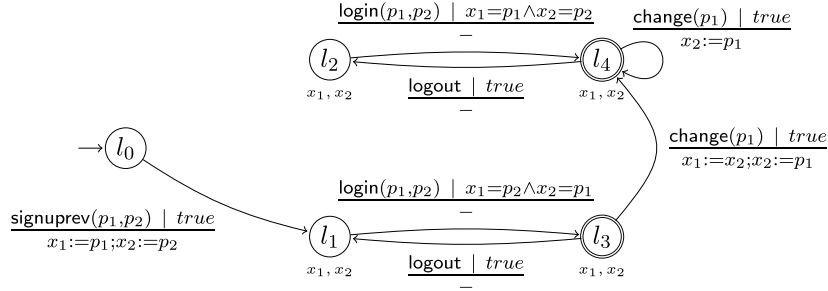 login(p₁,p₂) | x₁=p₁∧x₂=p₂
−
change(p₁) | true
x₂:=p₁
l₂
l₄
x₁, x₂
x₁, x₂
logout | true
−
l₀
change(p₁) | true
x₁:=x₂;x₂:=p₁
login(p₁,p₂) | x₁=p₂∧x₂=p₁
−
signuprev(p₁,p₂) | true
x₁:=p₁;x₂:=p₂
l₁
l₃
x₁, x₂
x₁, x₂
logout | true
−